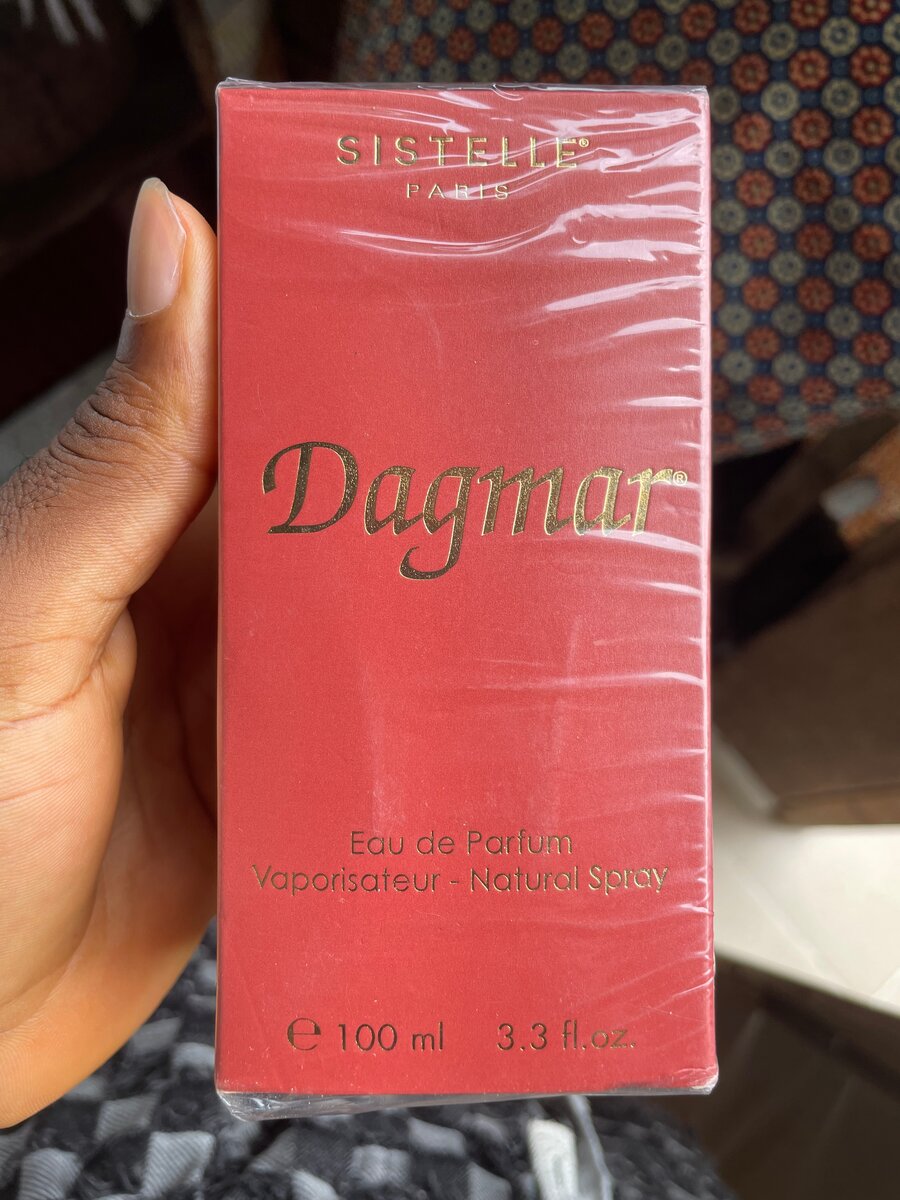 SISTELLE®
PARIS
Dagmar®
Eau de Parfum
Vaporisateur - Natural Spray
℮ 100 ml 3.3 fl.oz.